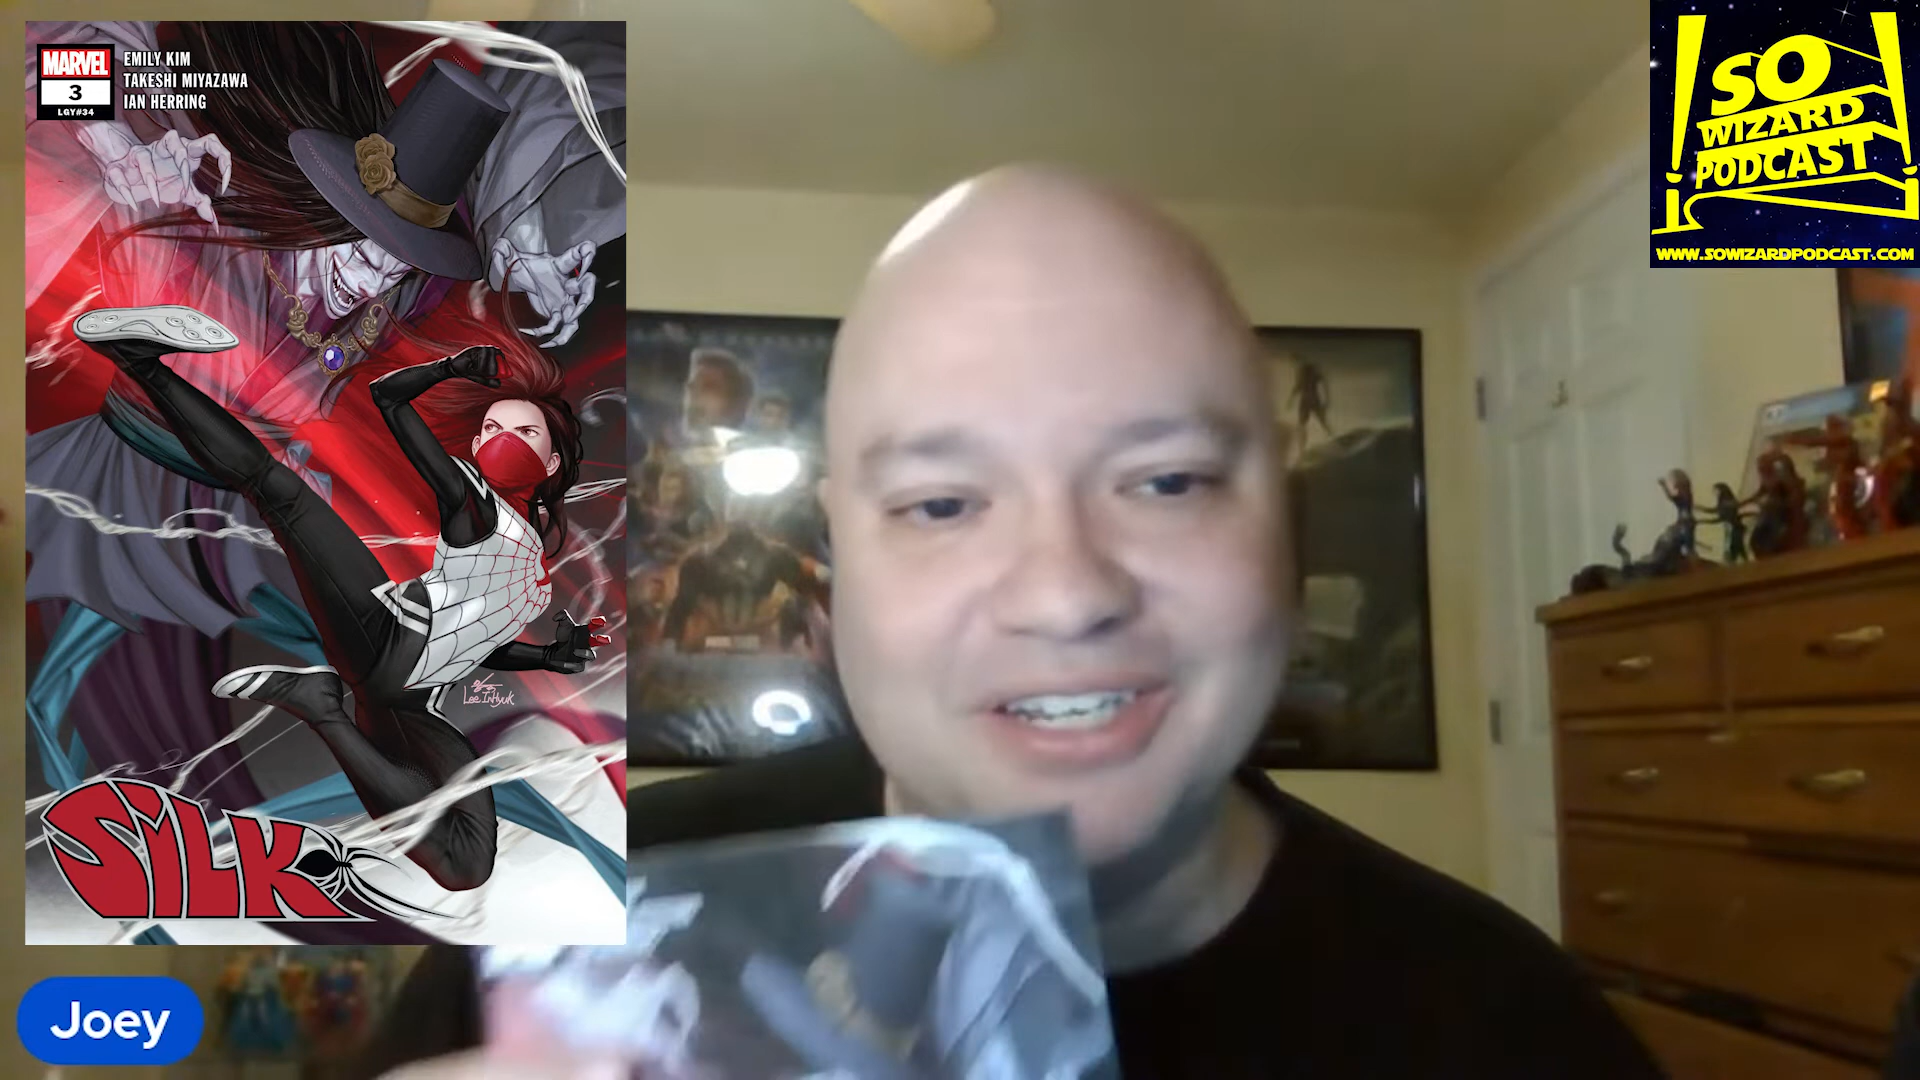 MARVEL
3
LGY#34
EMILY KIM
TAKESHI MIYAZAWA
IAN HERRING
Lee InHyuk
SILK
Joey
SO
WIZARD
PODCAST
WWW.SOWIZARDPODCAST.COM